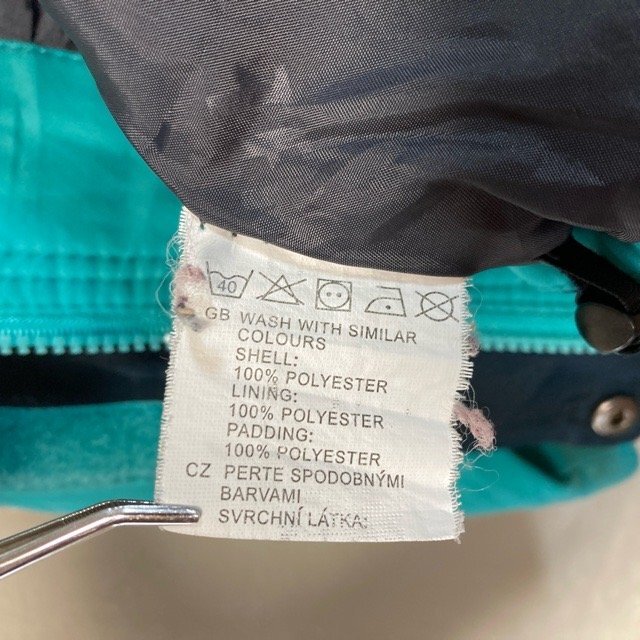 40
GB WASH WITH SIMILAR
COLOURS
SHELL:
100% POLYESTER
LINING:
100% POLYESTER
PADDING:
100% POLYESTER
CZ PERTE SPODOBNÝMI
BARVAMI
SVRCHNÍ LÁTKA: